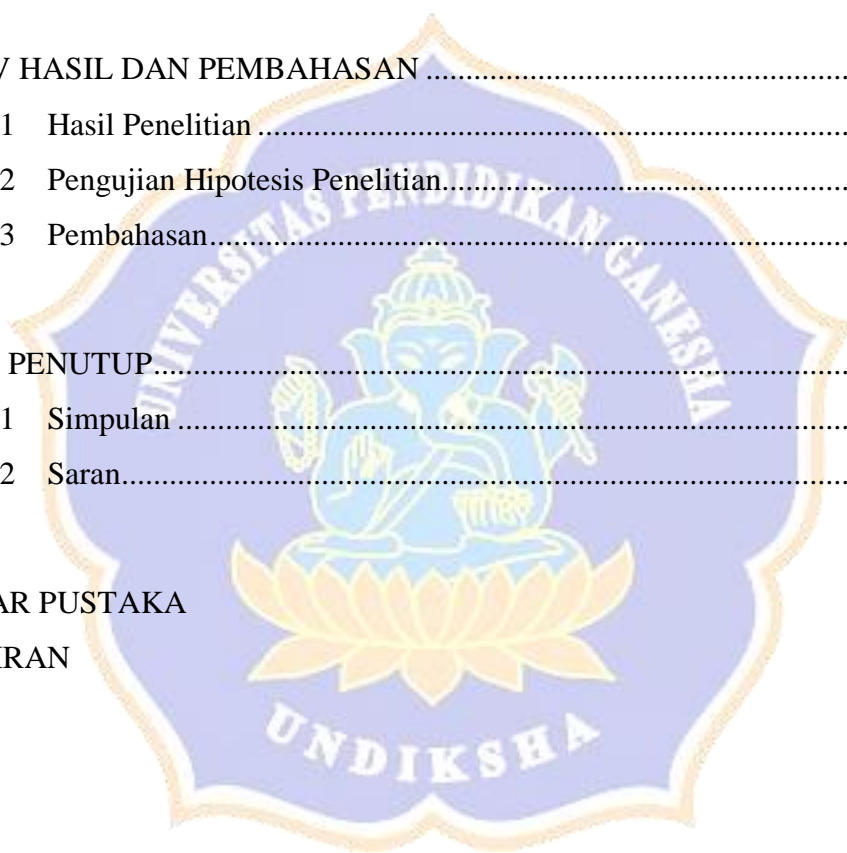 V HASIL DAN PEMBAHASAN ..........................................................
1 Hasil Penelitian ..........................................................................
2 Pengujian Hipotesis Penelitian...................................................
3 Pembahasan................................................................................
PENUTUP...........................................................................................
1 Simpulan ....................................................................................
2 Saran...........................................................................................
AR PUSTAKA
IRAN
UNIVERSITAS PENDIDIKAN GANESHA
UNDIKSHA